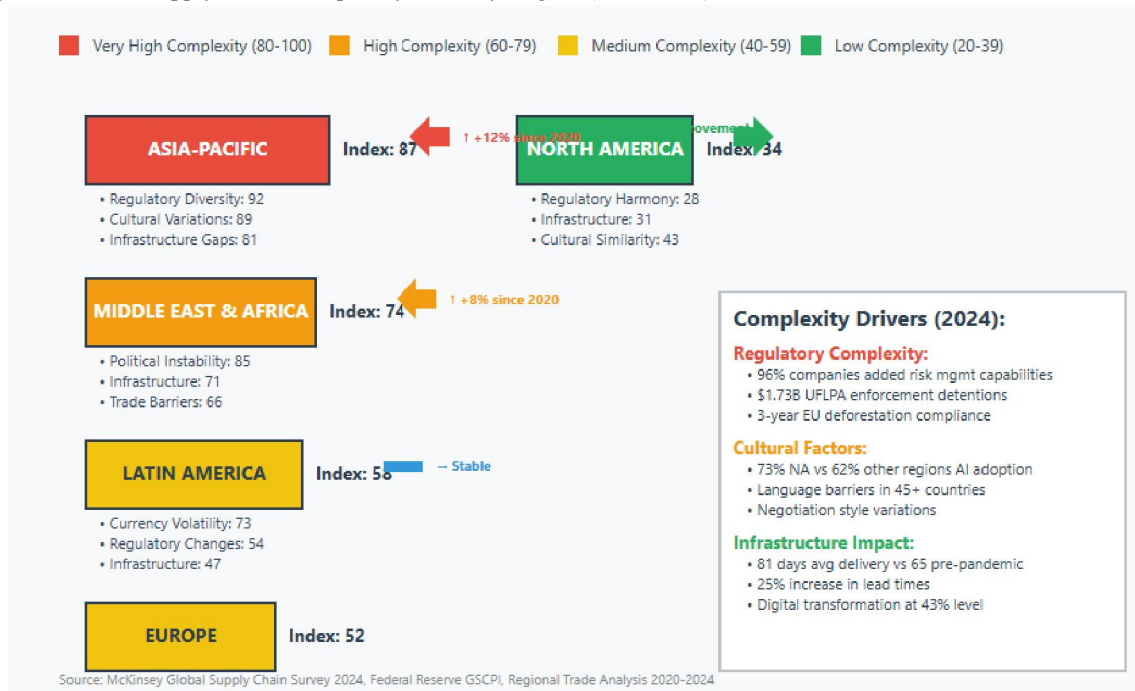 Very High Complexity (80-100) High Complexity (60-79) Medium Complexity (40-59) Low Complexity (20-39)
ASIA-PACIFIC Index: 87 ↑ +12% since 2020
• Regulatory Diversity: 92
• Cultural Variations: 89
• Infrastructure Gaps: 81
NORTH AMERICA Index: 34
• Regulatory Harmony: 28
• Infrastructure: 31
• Cultural Similarity: 43
MIDDLE EAST & AFRICA Index: 74 ↑ +8% since 2020
• Political Instability: 85
• Infrastructure: 71
• Trade Barriers: 66
LATIN AMERICA Index: 58 → Stable
• Currency Volatility: 73
• Regulatory Changes: 54
• Infrastructure: 47
EUROPE Index: 52
Complexity Drivers (2024):
Regulatory Complexity:
• 96% companies added risk mgmt capabilities
• $1.73B UFLPA enforcement detentions
• 3-year EU deforestation compliance
Cultural Factors:
• 73% NA vs 62% other regions AI adoption
• Language barriers in 45+ countries
• Negotiation style variations
Infrastructure Impact:
• 81 days avg delivery vs 65 pre-pandemic
• 25% increase in lead times
• Digital transformation at 43% level
Source: McKinsey Global Supply Chain Survey 2024, Federal Reserve GSCPI, Regional Trade Analysis 2020-2024